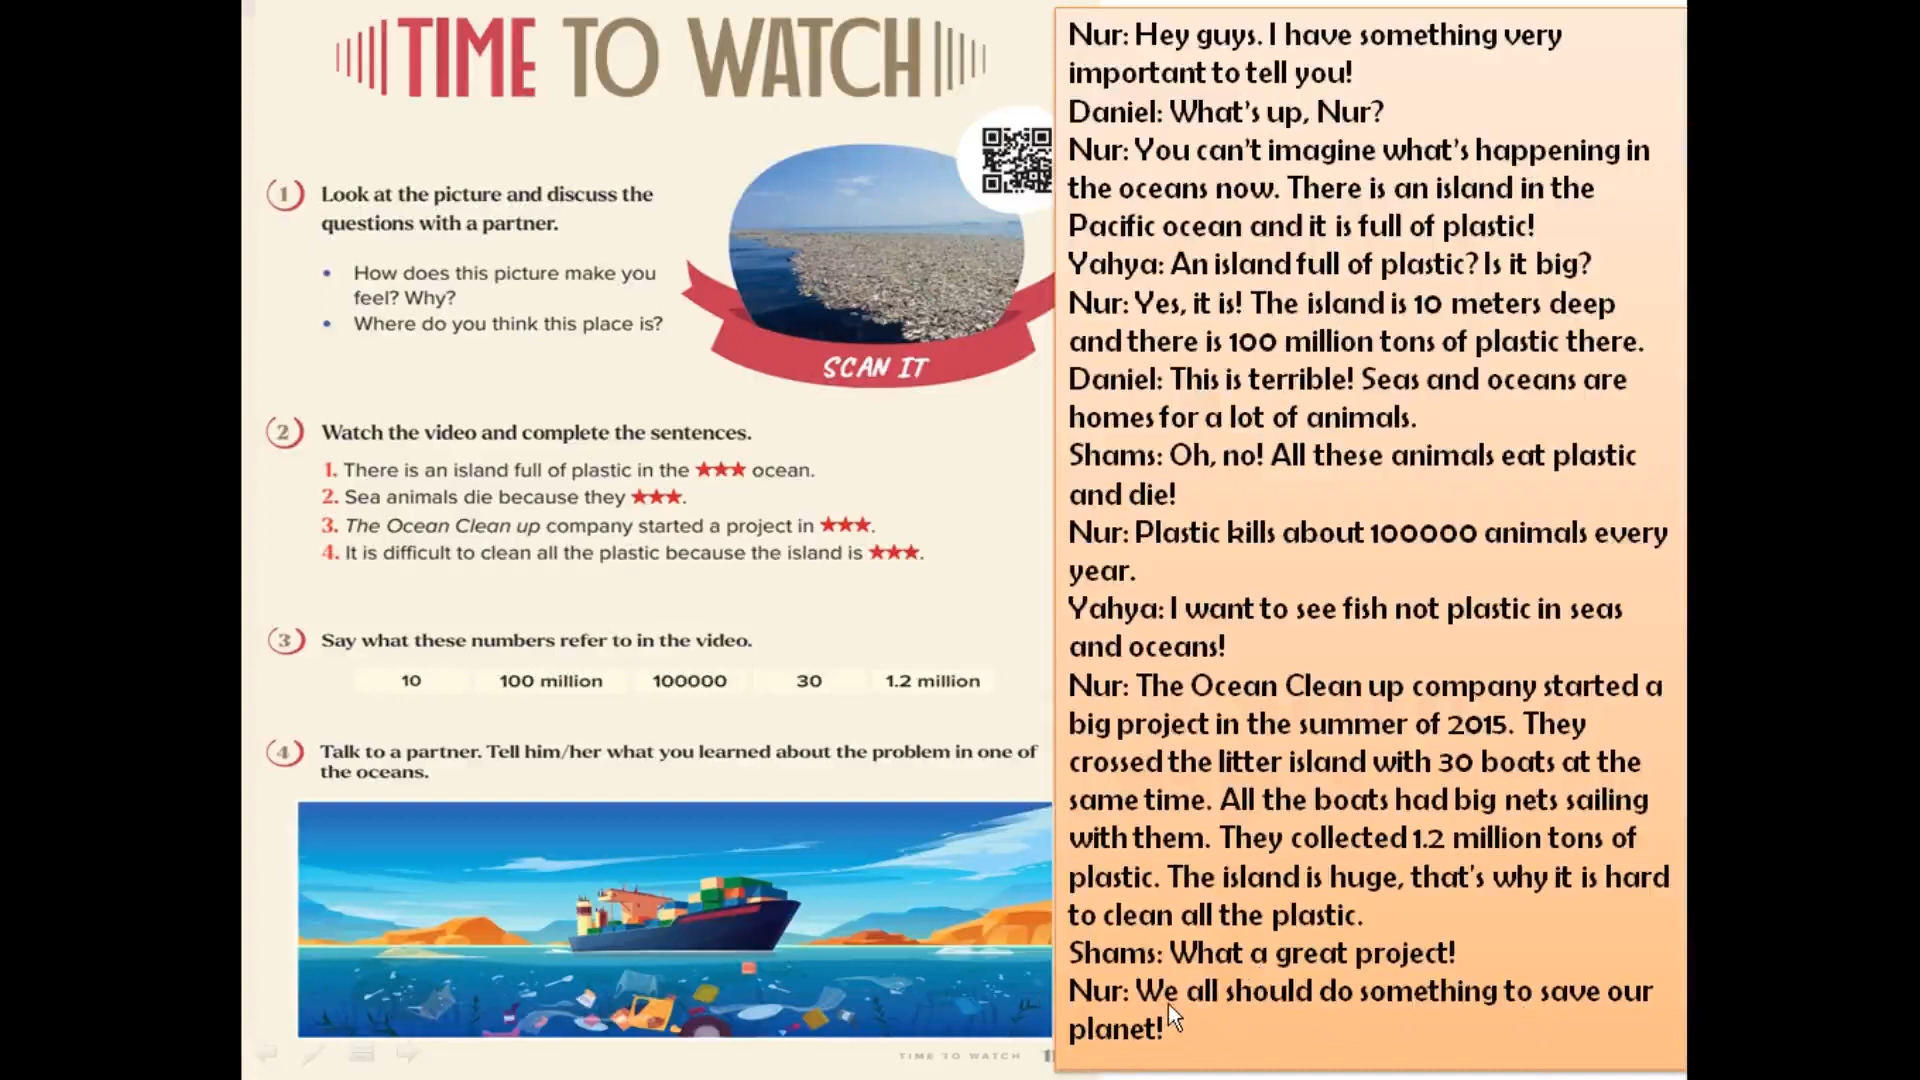 TIME TO WATCH
1 Look at the picture and discuss the
questions with a partner.
• How does this picture make you
feel? Why?
• Where do you think this place is?
SCAN IT
2 Watch the video and complete the sentences.
1. There is an island full of plastic in the ★★★ ocean.
2. Sea animals die because they ★★★.
3. The Ocean Clean up company started a project in ★★★.
4. It is difficult to clean all the plastic because the island is ★★★.
3 Say what these numbers refer to in the video.
10 100 million 100000 30 1.2 million
4 Talk to a partner. Tell him/her what you learned about the problem in one of
the oceans.
TIME TO WATCH
Nur: Hey guys. I have something very
important to tell you!
Daniel: What's up, Nur?
Nur: You can't imagine what's happening in
the oceans now. There is an island in the
Pacific ocean and it is full of plastic!
Yahya: An island full of plastic? Is it big?
Nur: Yes, it is! The island is 10 meters deep
and there is 100 million tons of plastic there.
Daniel: This is terrible! Seas and oceans are
homes for a lot of animals.
Shams: Oh, no! All these animals eat plastic
and die!
Nur: Plastic kills about 100000 animals every
year.
Yahya: I want to see fish not plastic in seas
and oceans!
Nur: The Ocean Clean up company started a
big project in the summer of 2015. They
crossed the litter island with 30 boats at the
same time. All the boats had big nets sailing
with them. They collected 1.2 million tons of
plastic. The island is huge, that's why it is hard
to clean all the plastic.
Shams: What a great project!
Nur: We all should do something to save our
planet!